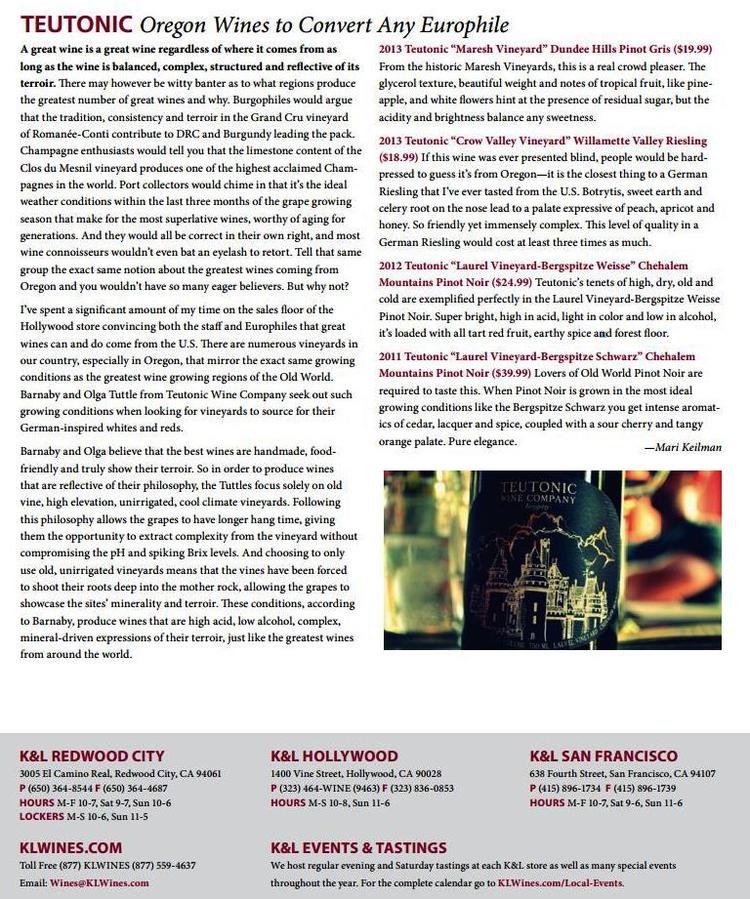 TEUTONIC Oregon Wines to Convert Any Europhile
A great wine is a great wine regardless of where it comes from as
long as the wine is balanced, complex, structured and reflective of its
terroir. There may however be witty banter as to what regions produce
the greatest number of great wines and why. Burgophiles would argue
that the tradition, consistency and terroir in the Grand Cru vineyard
of Romanée-Conti contribute to DRC and Burgundy leading the pack.
Champagne enthusiasts would tell you that the limestone content of the
Clos du Mesnil vineyard produces one of the highest acclaimed Cham-
pagnes in the world. Port collectors would chime in that it's the ideal
weather conditions within the last three months of the grape growing
season that make for the most superlative wines, worthy of aging for
generations. And they would all be correct in their own right, and most
wine connoisseurs wouldn't even bat an eyelash to retort. Tell that same
group the exact same notion about the greatest wines coming from
Oregon and you wouldn't have so many eager believers. But why not?
I've spent a significant amount of my time on the sales floor of the
Hollywood store convincing both the staff and Europhiles that great
wines can and do come from the U.S. There are numerous vineyards in
our country, especially in Oregon, that mirror the exact same growing
conditions as the greatest wine growing regions of the Old World.
Barnaby and Olga Tuttle from Teutonic Wine Company seek out such
growing conditions when looking for vineyards to source for their
German-inspired whites and reds.
Barnaby and Olga believe that the best wines are handmade, food-
friendly and truly show their terroir. So in order to produce wines
that are reflective of their philosophy, the Tuttles focus solely on old
vine, high elevation, unirrigated, cool climate vineyards. Following
this philosophy allows the grapes to have longer hang time, giving
them the opportunity to extract complexity from the vineyard without
compromising the pH and spiking Brix levels. And choosing to only
use old, unirrigated vineyards means that the vines have been forced
to shoot their roots deep into the mother rock, allowing the grapes to
showcase the sites' minerality and terroir. These conditions, according
to Barnaby, produce wines that are high acid, low alcohol, complex,
mineral-driven expressions of their terroir, just like the greatest wines
from around the world.
2013 Teutonic “Maresh Vineyard” Dundee Hills Pinot Gris ($19.99)
From the historic Maresh Vineyards, this is a real crowd pleaser. The
glycerol texture, beautiful weight and notes of tropical fruit, like pine-
apple, and white flowers hint at the presence of residual sugar, but the
acidity and brightness balance any sweetness.
2013 Teutonic “Crow Valley Vineyard” Willamette Valley Riesling
($18.99) If this wine was ever presented blind, people would be hard-
pressed to guess it's from Oregon—it is the closest thing to a German
Riesling that I've ever tasted from the U.S. Botrytis, sweet earth and
celery root on the nose lead to a palate expressive of peach, apricot and
honey. So friendly yet immensely complex. This level of quality in a
German Riesling would cost at least three times as much.
2012 Teutonic “Laurel Vineyard-Bergspitze Weisse” Chehalem
Mountains Pinot Noir ($24.99) Teutonic's tenets of high, dry, old and
cold are exemplified perfectly in the Laurel Vineyard-Bergspitze Weisse
Pinot Noir. Super bright, high in acid, light in color and low in alcohol,
it's loaded with all tart red fruit, earthy spice and forest floor.
2011 Teutonic “Laurel Vineyard-Bergspitze Schwarz” Chehalem
Mountains Pinot Noir ($39.99) Lovers of Old World Pinot Noir are
required to taste this. When Pinot Noir is grown in the most ideal
growing conditions like the Bergspitze Schwarz you get intense aromat-
ics of cedar, lacquer and spice, coupled with a sour cherry and tangy
orange palate. Pure elegance.
—Mari Keilman
TEUTONIC
WINE COMPANY
K&L REDWOOD CITY
3005 El Camino Real, Redwood City, CA 94061
P (650) 364-8544 F (650) 364-4687
HOURS M-F 10-7, Sat 9-7, Sun 10-6
LOCKERS M-S 10-6, Sun 11-5
K&L HOLLYWOOD
1400 Vine Street, Hollywood, CA 90028
P (323) 464-WINE (9463) F (323) 836-0853
HOURS M-S 10-8, Sun 11-6
K&L SAN FRANCISCO
638 Fourth Street, San Francisco, CA 94107
P (415) 896-1734 F (415) 896-1739
HOURS M-F 10-7, Sat 9-6, Sun 11-6
KLWINES.COM
Toll Free (877) KLWINES (877) 559-4637
Email: Wines@KLWines.com
K&L EVENTS & TASTINGS
We host regular evening and Saturday tastings at each K&L store as well as many special events
throughout the year. For the complete calendar go to KLWines.com/Local-Events.